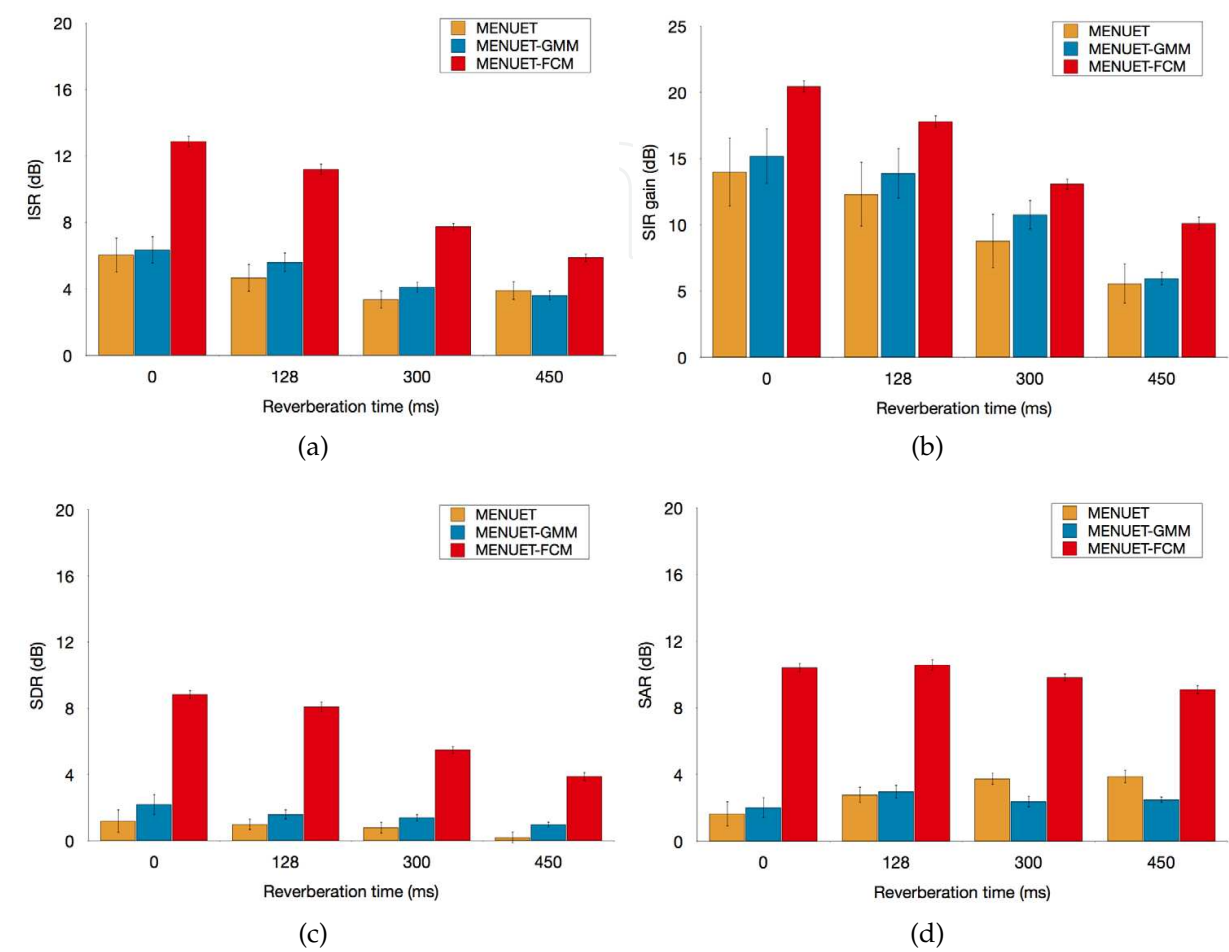 20
16
12
8
4
0
ISR (dB)
MENUET
MENUET-GMM
MENUET-FCM
0 128 300 450
Reverberation time (ms)
(a)
25
20
15
10
5
0
SIR gain (dB)
MENUET
MENUET-GMM
MENUET-FCM
0 128 300 450
Reverberation time (ms)
(b)
20
16
12
8
4
0
SDR (dB)
MENUET
MENUET-GMM
MENUET-FCM
0 128 300 450
Reverberation time (ms)
(c)
20
16
12
8
4
0
SAR (dB)
MENUET
MENUET-GMM
MENUET-FCM
0 128 300 450
Reverberation time (ms)
(d)